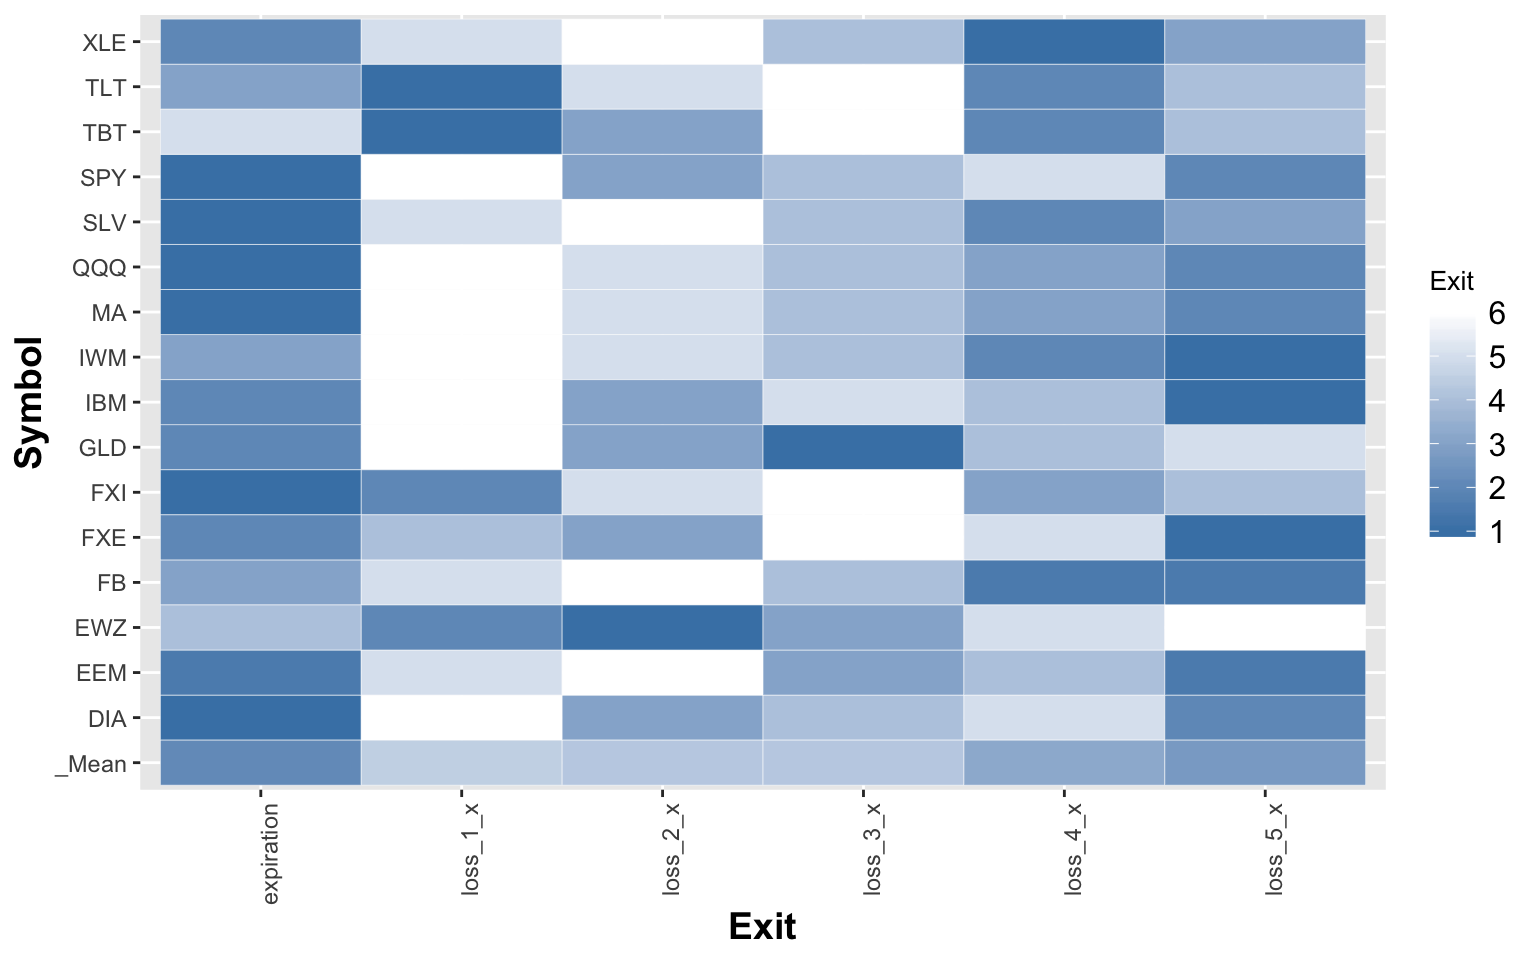 XLE
TLT
TBT
SPY
SLV
QQQ
MA
IWM
IBM
GLD
FXI
FXE
FB
EWZ
EEM
DIA
_Mean
Symbol
expiration
loss_1_x
loss_2_x
loss_3_x
loss_4_x
loss_5_x
Exit
Exit
6
5
4
3
2
1